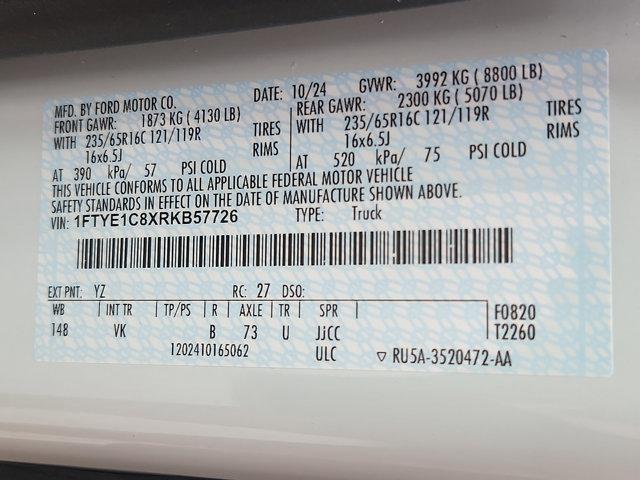 MFD. BY FORD MOTOR CO. DATE: 10/24 GVWR: 3992 KG ( 8800 LB)
FRONT GAWR: 1873 KG ( 4130 LB) REAR GAWR: 2300 KG ( 5070 LB)
WITH 235/65R16C 121/119R TIRES WITH 235/65R16C 121/119R TIRES
16x6.5J RIMS 16x6.5J RIMS
AT 390 kPa/ 57 PSI COLD AT 520 kPa/ 75 PSI COLD
THIS VEHICLE CONFORMS TO ALL APPLICABLE FEDERAL MOTOR VEHICLE
SAFETY STANDARDS IN EFFECT ON THE DATE OF MANUFACTURE SHOWN ABOVE.
VIN: 1FTYE1C8XRKB57726 TYPE: Truck
EXT PNT: YZ RC: 27 DSO:
WB INT TR TP/PS R AXLE TR SPR F0820
148 VK B 73 U JJCC T2260
1202410165062 ULC ▽ RU5A-3520472-AA